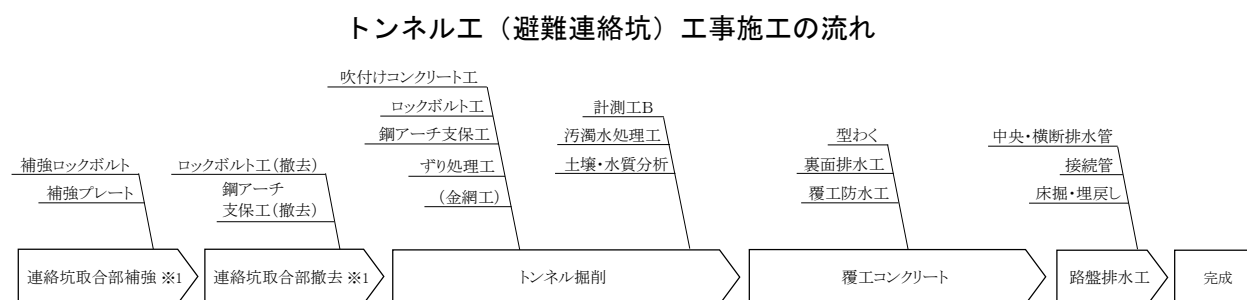 トンネル工（避難連絡坑）工事施工の流れ
吹付けコンクリート工
ロックボルト工
鋼アーチ支保工
ずり処理工
(金網工)
計測工B
汚濁水処理工
土壌・水質分析
補強ロックボルト
補強プレート
ロックボルト工(撤去)
鋼アーチ
支保工(撤去)
型わく
裏面排水工
覆工防水工
中央・横断排水管
接続管
床掘・埋戻し
連絡坑取合部補強 ※1
連絡坑取合部撤去 ※1
トンネル掘削
覆工コンクリート
路盤排水工
完成